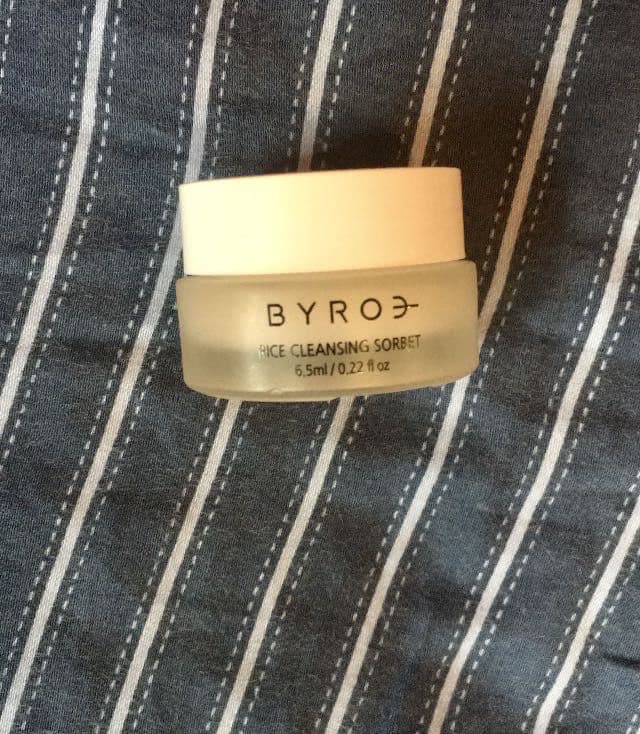 BYROE
RICE CLEANSING SORBET
6.5ml / 0.22 fl oz